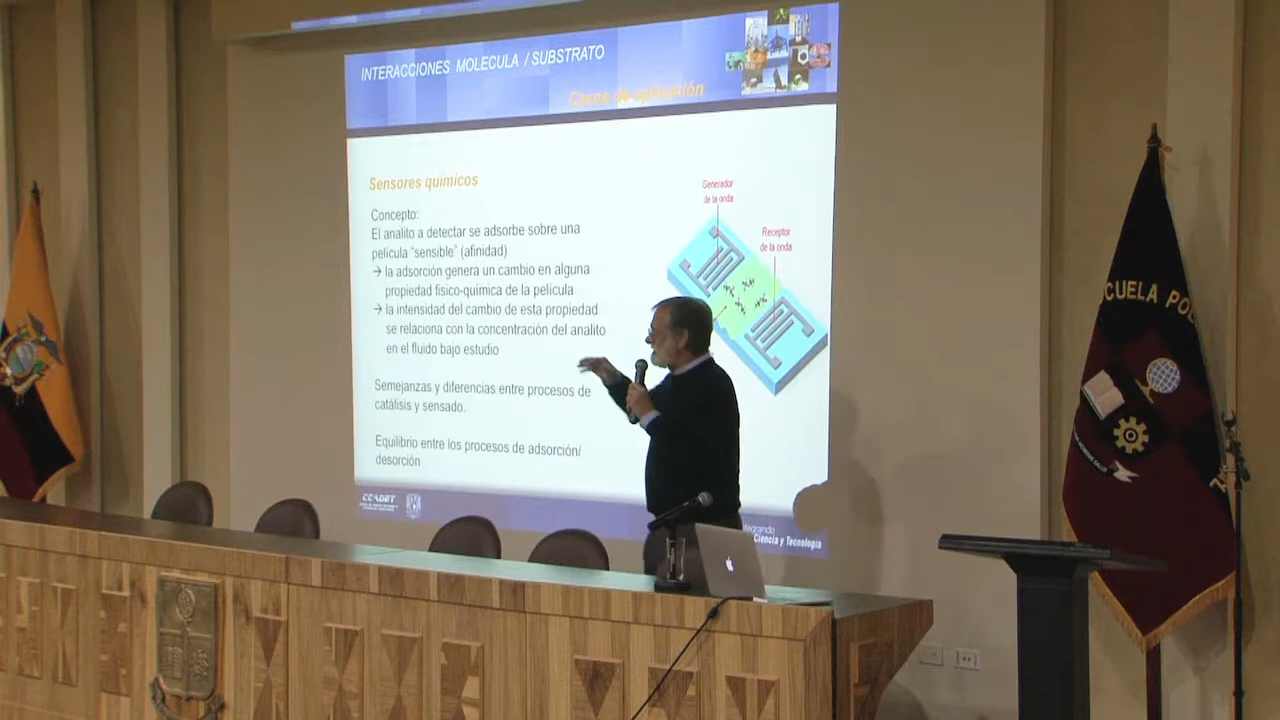 INTERACCIONES MOLECULA / SUBSTRATO
Casos de aplicación
Sensores químicos
Concepto:
El analito a detectar se adsorbe sobre una
película "sensible" (afinidad)
→ la adsorción genera un cambio en alguna
propiedad físico-química de la película
→ la intensidad del cambio de esta propiedad
se relaciona con la concentración del analito
en el fluido bajo estudio
Semejanzas y diferencias entre procesos de
catálisis y sensado.
Equilibrio entre los procesos de adsorción/
desorción
Generador
de la onda
Receptor
de la onda
CCADET
Ciencia y Tecnología
CUELA PO